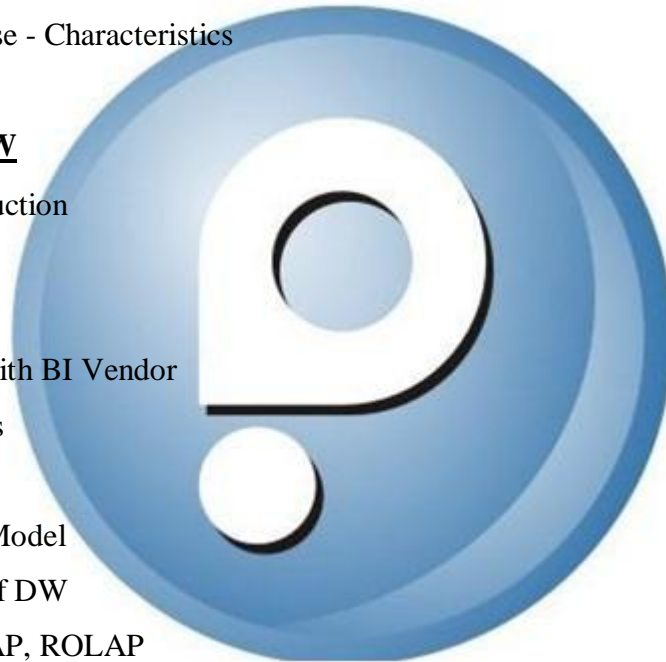 se - Characteristics
W
uction
ith BI Vendor
s
Model
f DW
AP, ROLAP